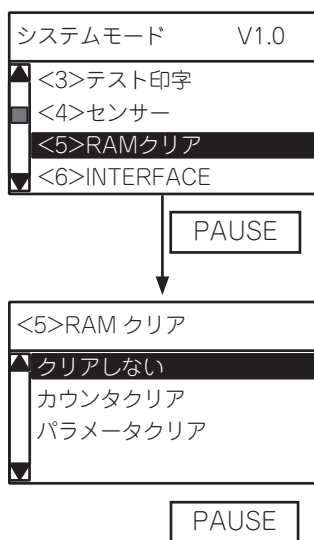 システムモード V1.0
<3>テスト印字
<4>センサー
<5>RAMクリア
<6>INTERFACE
PAUSE
<5>RAM クリア
クリアしない
カウンタクリア
パラメータクリア
PAUSE